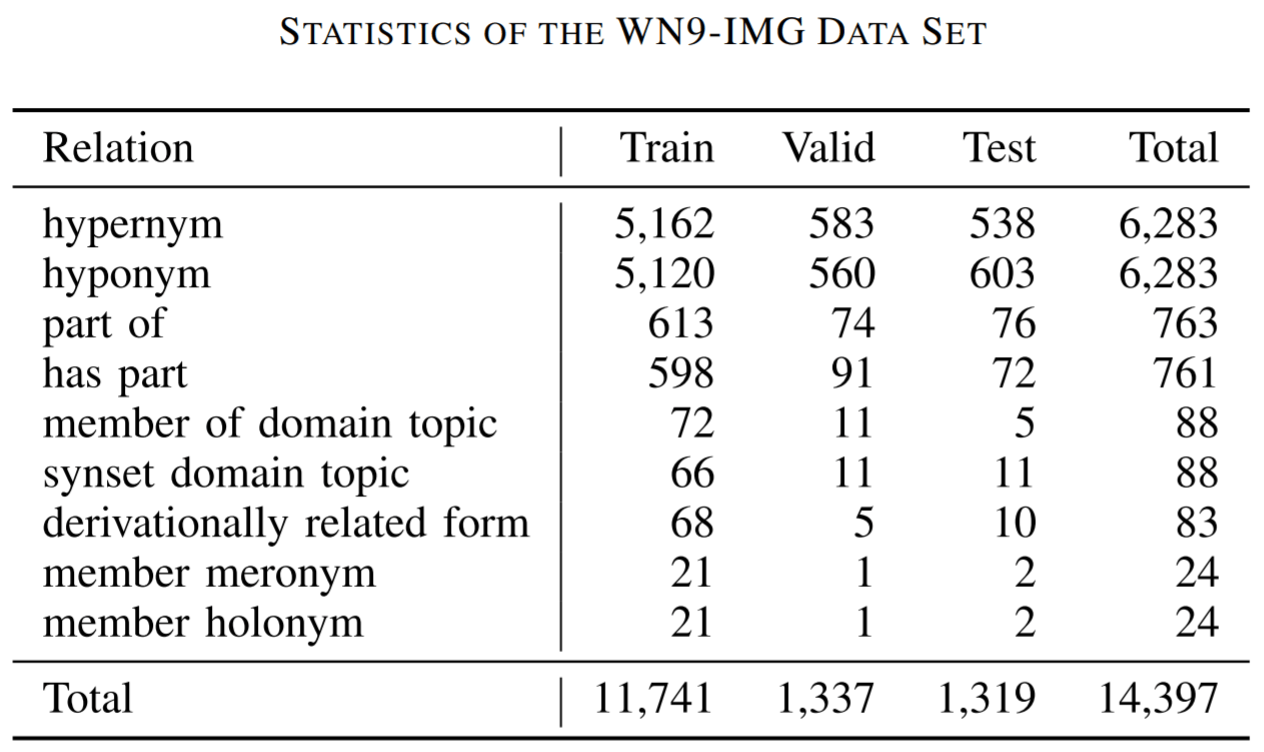 STATISTICS OF THE WN9-IMG DATA SET
Relation Train Valid Test Total
hypernym 5,162 583 538 6,283
hyponym 5,120 560 603 6,283
part of 613 74 76 763
has part 598 91 72 761
member of domain topic 72 11 5 88
synset domain topic 66 11 11 88
derivationally related form 68 5 10 83
member meronym 21 1 2 24
member holonym 21 1 2 24
Total 11,741 1,337 1,319 14,397